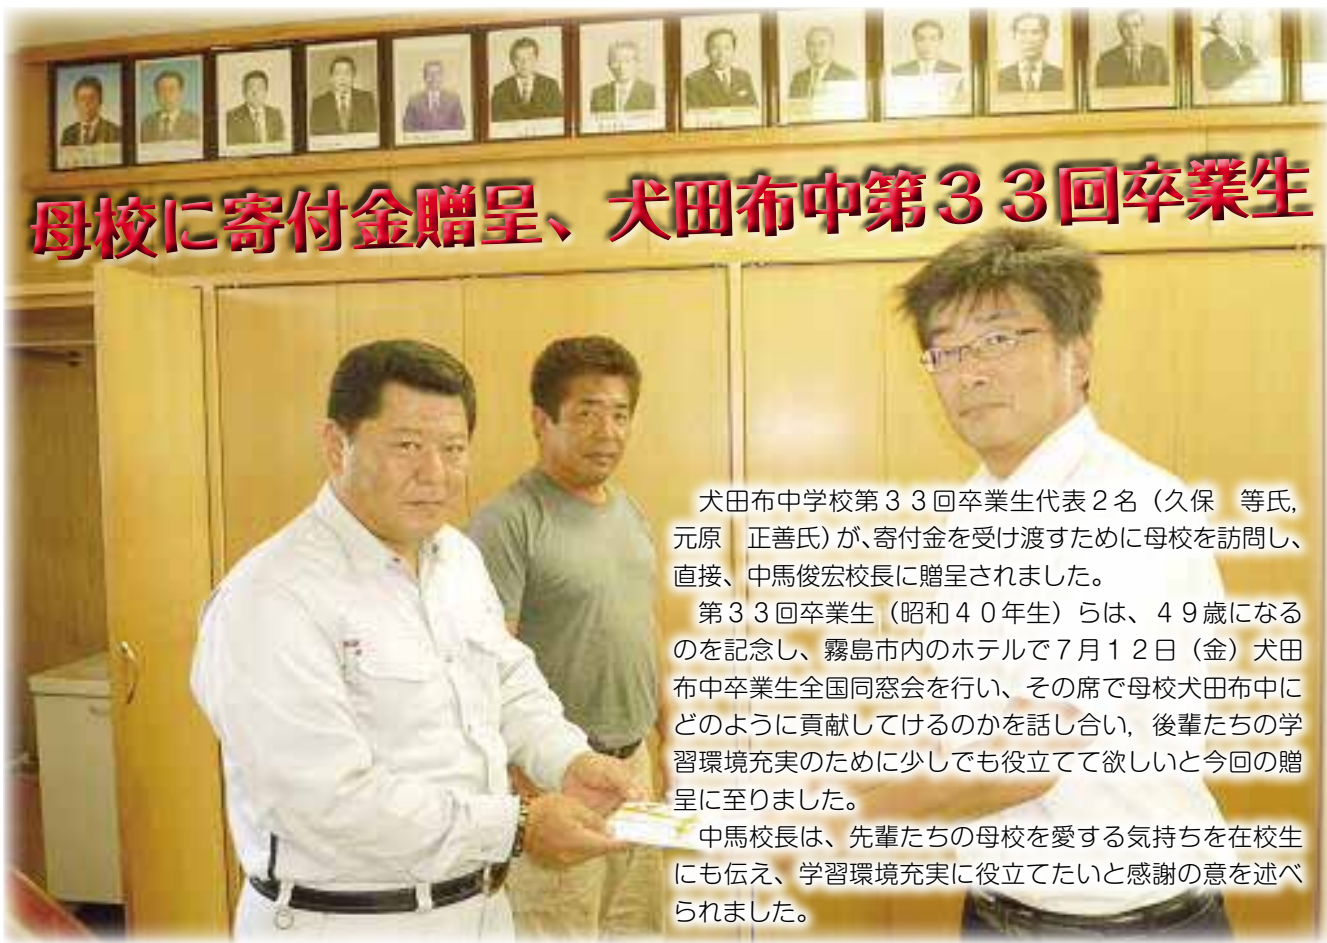 母校に寄付金贈呈、犬田布中第３３回卒業生
　犬田布中学校第３３回卒業生代表２名（久保　等氏,
元原　正善氏）が、寄付金を受け渡すために母校を訪問し、
直接、中馬俊宏校長に贈呈されました。
　第３３回卒業生（昭和４０年生）らは、４９歳になる
のを記念し、霧島市内のホテルで７月１２日（金）犬田
布中卒業生全国同窓会を行い、その席で母校犬田布中に
どのように貢献してけるのかを話し合い，後輩たちの学
習環境充実のために少しでも役立てて欲しいと今回の贈
呈に至りました。
　中馬校長は、先輩たちの母校を愛する気持ちを在校生
にも伝え、学習環境充実に役立てたいと感謝の意を述べ
られました。